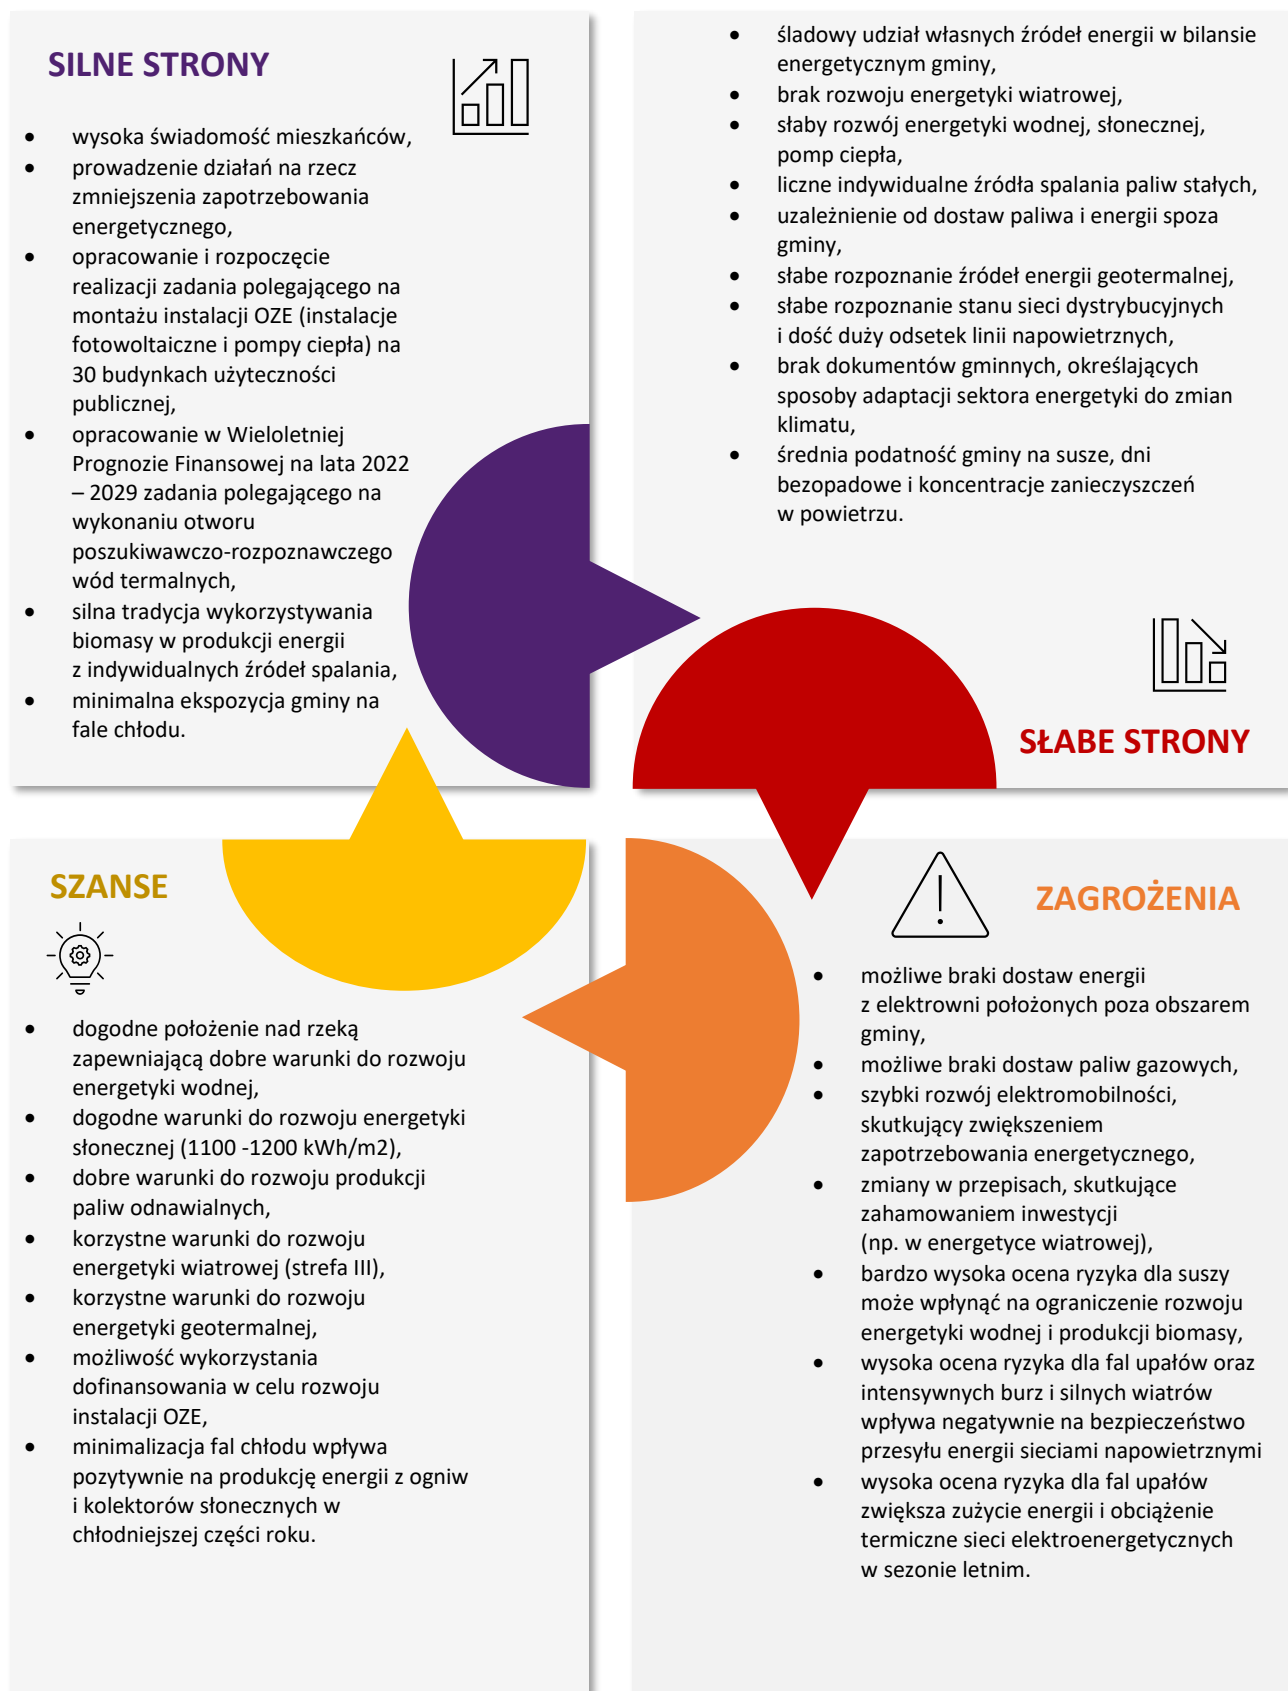 SILNE STRONY
• wysoka świadomość mieszkańców,
• prowadzenie działań na rzecz
zmniejszenia zapotrzebowania
energetycznego,
• opracowanie i rozpoczęcie
realizacji zadania polegającego na
montażu instalacji OZE (instalacje
fotowoltaiczne i pompy ciepła) na
30 budynkach użyteczności
publicznej,
• opracowanie w Wieloletniej
Prognozie Finansowej na lata 2022
– 2029 zadania polegającego na
wykonaniu otworu
poszukiwawczo-rozpoznawczego
wód termalnych,
• silna tradycja wykorzystywania
biomasy w produkcji energii
z indywidualnych źródeł spalania,
• minimalna ekspozycja gminy na
fale chłodu.
• śladowy udział własnych źródeł energii w bilansie
energetycznym gminy,
• brak rozwoju energetyki wiatrowej,
• słaby rozwój energetyki wodnej, słonecznej,
pomp ciepła,
• liczne indywidualne źródła spalania paliw stałych,
• uzależnienie od dostaw paliwa i energii spoza
gminy,
• słabe rozpoznanie źródeł energii geotermalnej,
• słabe rozpoznanie stanu sieci dystrybucyjnych
i dość duży odsetek linii napowietrznych,
• brak dokumentów gminnych, określających
sposoby adaptacji sektora energetyki do zmian
klimatu,
• średnia podatność gminy na susze, dni
bezopadowe i koncentracje zanieczyszczeń
w powietrzu.
SŁABE STRONY
SZANSE
• dogodne położenie nad rzeką
zapewniającą dobre warunki do rozwoju
energetyki wodnej,
• dogodne warunki do rozwoju energetyki
słonecznej (1100 -1200 kWh/m2),
• dobre warunki do rozwoju produkcji
paliw odnawialnych,
• korzystne warunki do rozwoju
energetyki wiatrowej (strefa III),
• korzystne warunki do rozwoju
energetyki geotermalnej,
• możliwość wykorzystania
dofinansowania w celu rozwoju
instalacji OZE,
• minimalizacja fal chłodu wpływa
pozytywnie na produkcję energii z ogniw
i kolektorów słonecznych w
chłodniejszej części roku.
ZAGROŻENIA
• możliwe braki dostaw energii
z elektrowni położonych poza obszarem
gminy,
• możliwe braki dostaw paliw gazowych,
• szybki rozwój elektromobilności,
skutkujący zwiększeniem
zapotrzebowania energetycznego,
• zmiany w przepisach, skutkujące
zahamowaniem inwestycji
(np. w energetyce wiatrowej),
• bardzo wysoka ocena ryzyka dla suszy
może wpłynąć na ograniczenie rozwoju
energetyki wodnej i produkcji biomasy,
• wysoka ocena ryzyka dla fal upałów oraz
intensywnych burz i silnych wiatrów
wpływa negatywnie na bezpieczeństwo
przesyłu energii sieciami napowietrznymi
• wysoka ocena ryzyka dla fal upałów
zwiększa zużycie energii i obciążenie
termiczne sieci elektroenergetycznych
w sezonie letnim.